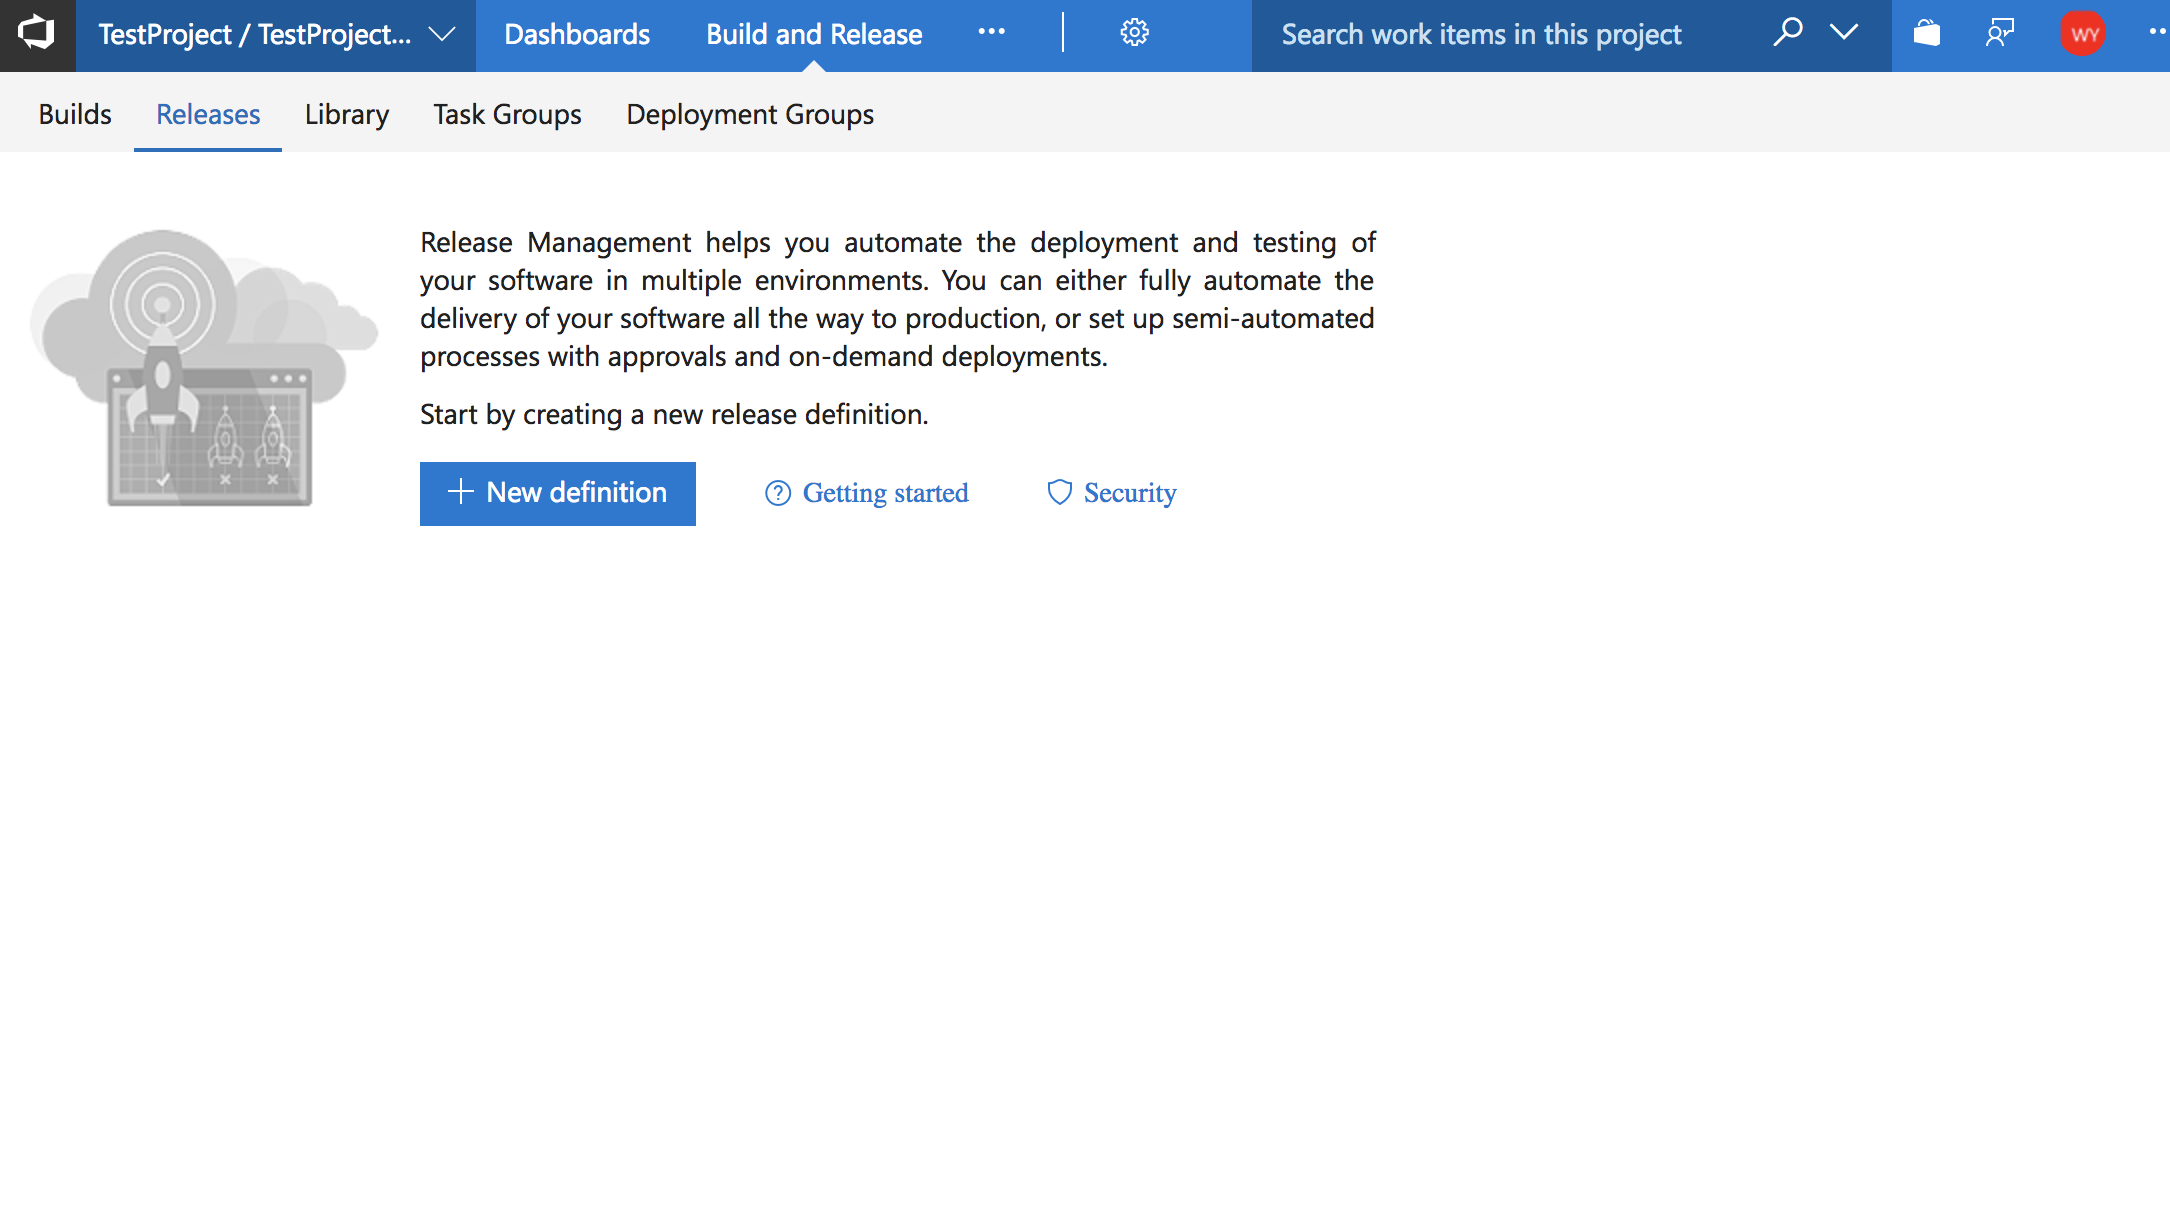 TestProject / TestProject... Dashboards Build and Release ... Search work items in this project WY
Builds Releases Library Task Groups Deployment Groups
Release Management helps you automate the deployment and testing of
your software in multiple environments. You can either fully automate the
delivery of your software all the way to production, or set up semi-automated
processes with approvals and on-demand deployments.
Start by creating a new release definition.
+ New definition Getting started Security